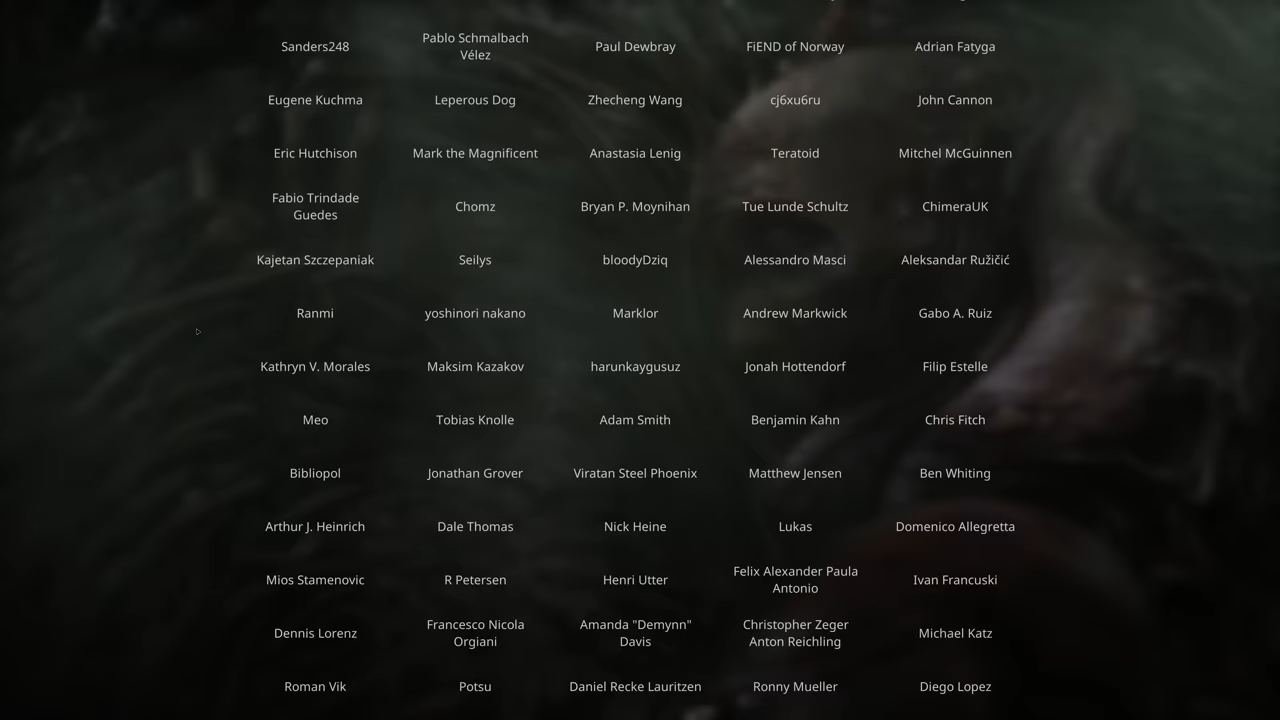 Sanders248
Pablo Schmalbach
Vélez
Paul Dewbray
FiEND of Norway
Adrian Fatyga
Eugene Kuchma
Leperous Dog
Zhecheng Wang
cj6xu6ru
John Cannon
Eric Hutchison
Mark the Magnificent
Anastasia Lenig
Teratoid
Mitchel McGuinnen
Fabio Trindade
Guedes
Chomz
Bryan P. Moynihan
Tue Lunde Schultz
ChimeraUK
Kajetan Szczepaniak
Seilys
bloodyDziq
Alessandro Masci
Aleksandar Ružičić
Ranmi
yoshinori nakano
Marklor
Andrew Markwick
Gabo A. Ruiz
Kathryn V. Morales
Maksim Kazakov
harunkaygusuz
Jonah Hottendorf
Filip Estelle
Meo
Tobias Knolle
Adam Smith
Benjamin Kahn
Chris Fitch
Bibliopol
Jonathan Grover
Viratan Steel Phoenix
Matthew Jensen
Ben Whiting
Arthur J. Heinrich
Dale Thomas
Nick Heine
Lukas
Domenico Allegretta
Mios Stamenovic
R Petersen
Henri Utter
Felix Alexander Paula
Antonio
Ivan Francuski
Dennis Lorenz
Francesco Nicola
Orgiani
Amanda "Demynn"
Davis
Christopher Zeger
Anton Reichling
Michael Katz
Roman Vik
Potsu
Daniel Recke Lauritzen
Ronny Mueller
Diego Lopez